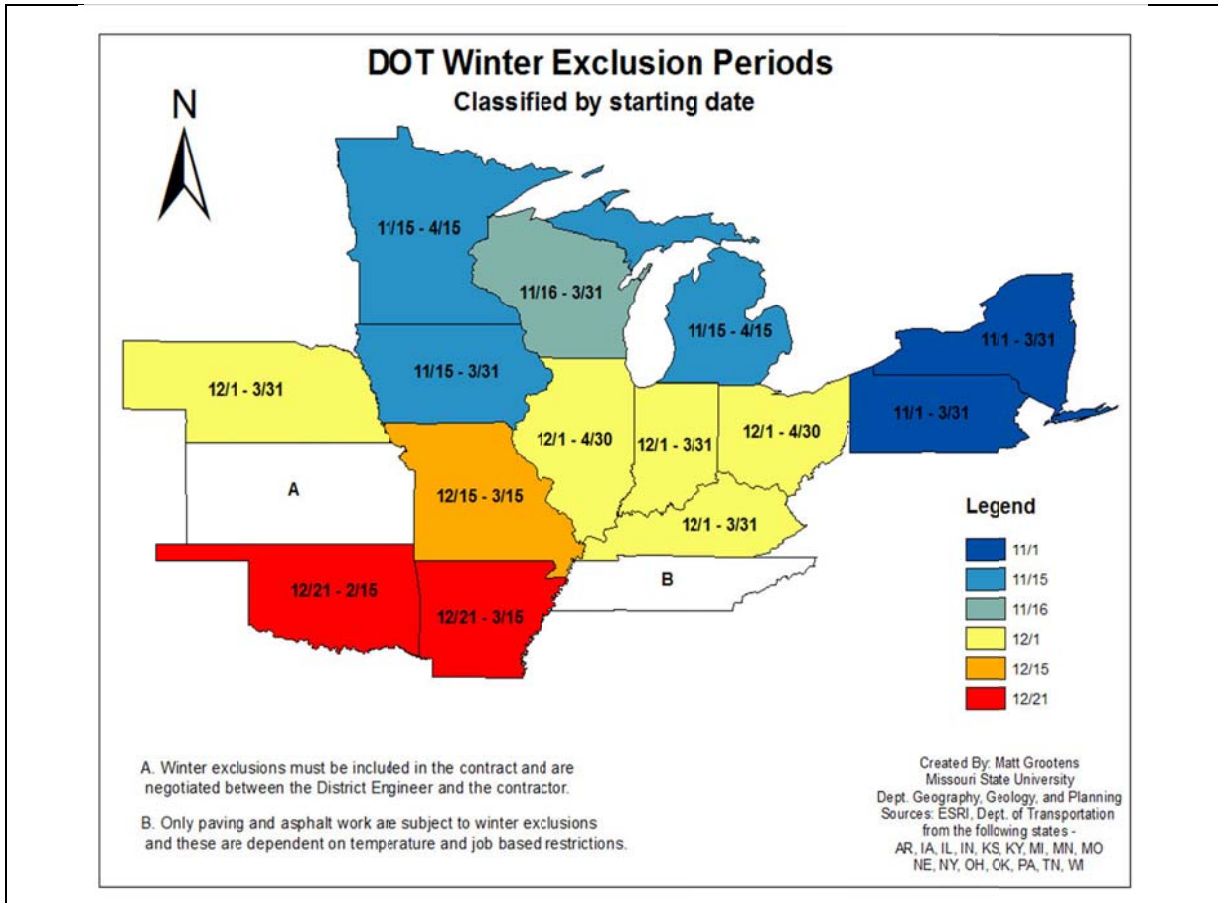 DOT Winter Exclusion Periods
Classified by starting date
N
11/15 - 4/15
11/16 - 3/31
11/15 - 4/15
11/1 - 3/31
11/15 - 3/31
12/1 - 3/31
11/1 - 3/31
12/1 - 4/30
12/1 - 3/31
12/1 - 4/30
A
12/15 - 3/15
12/1 - 3/31
B
12/21 - 2/15
12/21 - 3/15
Legend
11/1
11/15
11/16
12/1
12/15
12/21
A. Winter exclusions must be included in the contract and are
negotiated between the District Engineer and the contractor.
B. Only paving and asphalt work are subject to winter exclusions
and these are dependent on temperature and job based restrictions.
Created By: Matt Grootens
Missouri State University
Dept. Geography, Geology, and Planning
Sources: ESRI, Dept. of Transportation
from the following states -
AR, IA, IL, IN, KS, KY, MI, MN, MO
NE, NY, OH, OK, PA, TN, WI